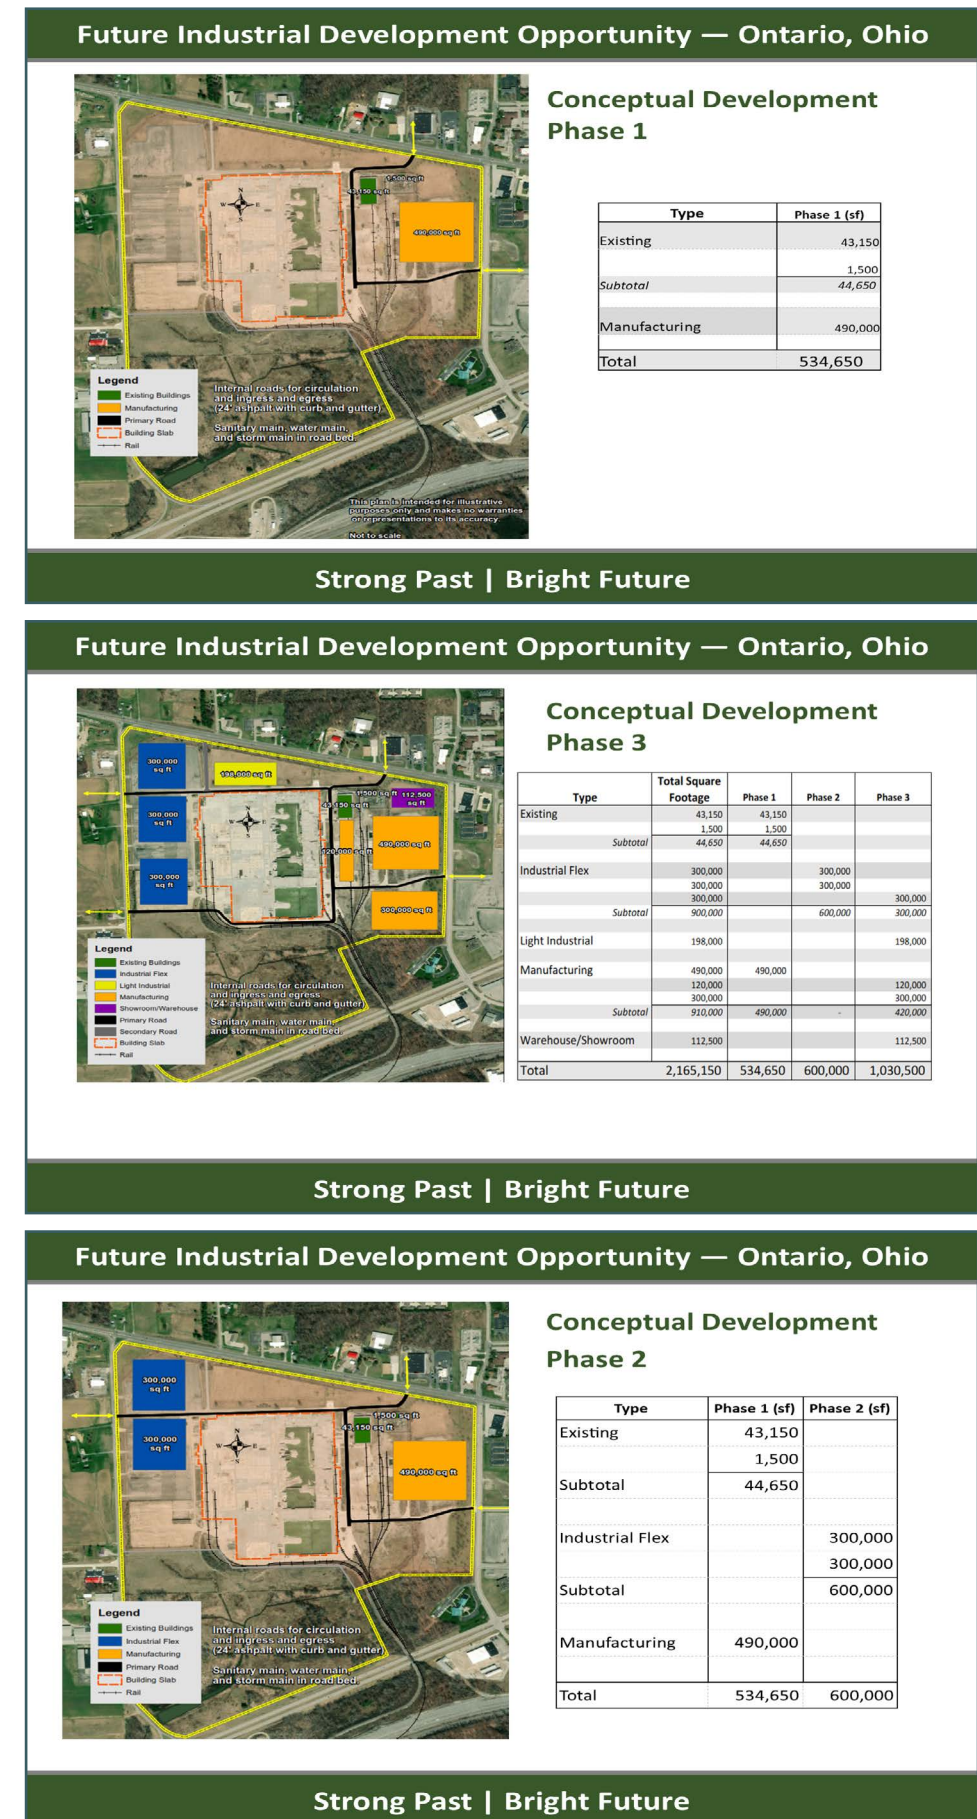 Future Industrial Development Opportunity — Ontario, Ohio
Conceptual Development
Phase 1
1,500 sq ft
43,150 sq ft
490,000 sq ft
N
W E
S
Legend
Existing Buildings
Manufacturing
Primary Road
Building Slab
Rail
Internal roads for circulation
and ingress and egress
(24' ashpalt with curb and gutter)
Sanitary main, water main,
and storm main in road bed.
This plan is intended for illustrative
purposes only and makes no warranties
or representations to its accuracy.
Not to scale
Type Phase 1 (sf)
Existing 43,150
1,500
Subtotal 44,650
Manufacturing 490,000
Total 534,650
Strong Past | Bright Future
Future Industrial Development Opportunity — Ontario, Ohio
Conceptual Development
Phase 3
300,000
sq ft
198,000 sq ft
1,500 sq ft
112,500
sq ft
43,150 sq ft
300,000
sq ft
N
W E
S
490,000 sq ft
120,000 sq ft
300,000
sq ft
300,000 sq ft
Legend
Existing Buildings
Industrial Flex
Light Industrial
Manufacturing
Showroom/Warehouse
Primary Road
Secondary Road
Building Slab
Rail
Internal roads for circulation
and ingress and egress
(24' ashpalt with curb and gutter)
Sanitary main, water main,
and storm main in road bed.
Total Square
Type Footage Phase 1 Phase 2 Phase 3
Existing 43,150 43,150
1,500 1,500
Subtotal 44,650 44,650
Industrial Flex 300,000 300,000
300,000 300,000
300,000 300,000
Subtotal 900,000 600,000 300,000
Light Industrial 198,000 198,000
Manufacturing 490,000 490,000
120,000 120,000
300,000 300,000
Subtotal 910,000 490,000 - 420,000
Warehouse/Showroom 112,500 112,500
Total 2,165,150 534,650 600,000 1,030,500
Strong Past | Bright Future
Future Industrial Development Opportunity — Ontario, Ohio
Conceptual Development
Phase 2
300,000
sq ft
1,500 sq ft
43,150 sq ft
300,000
sq ft
N
W E
S
490,000 sq ft
Legend
Existing Buildings
Industrial Flex
Manufacturing
Primary Road
Building Slab
Rail
Internal roads for circulation
and ingress and egress
(24' ashpalt with curb and gutter)
Sanitary main, water main,
and storm main in road bed.
Type Phase 1 (sf) Phase 2 (sf)
Existing 43,150
1,500
Subtotal 44,650
Industrial Flex 300,000
300,000
Subtotal 600,000
Manufacturing 490,000
Total 534,650 600,000
Strong Past | Bright Future